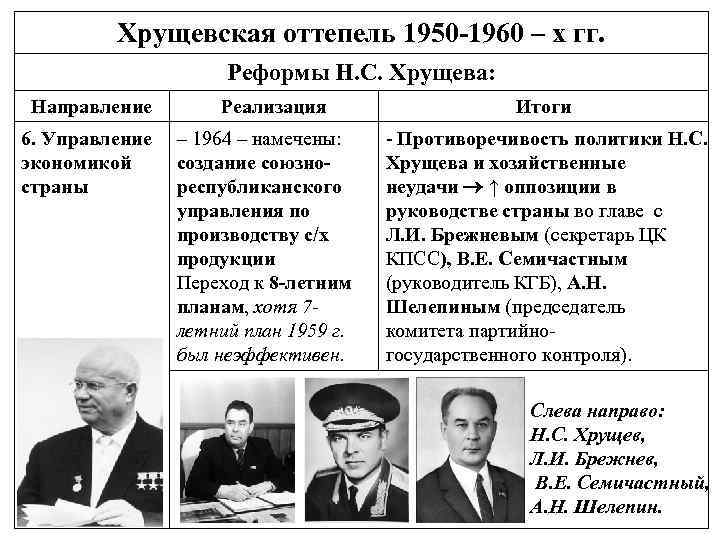 Хрущевская оттепель 1950-1960 – х гг.
Реформы Н. С. Хрущева:
Направление
Реализация
Итоги
6. Управление
экономикой
страны
– 1964 – намечены:
создание союзно-
республиканского
управления по
производству с/х
продукции
Переход к 8-летним
планам, хотя 7-
летний план 1959 г.
был неэффективен.
- Противоречивость политики Н.С.
Хрущева и хозяйственные
неудачи → ↑ оппозиции в
руководстве страны во главе с
Л.И. Брежневым (секретарь ЦК
КПСС), В.Е. Семичастным
(руководитель КГБ), А.Н.
Шелепиным (председатель
комитета партийно-
государственного контроля).
Слева направо:
Н.С. Хрущев,
Л.И. Брежнев,
В.Е. Семичастный,
А.Н. Шелепин.